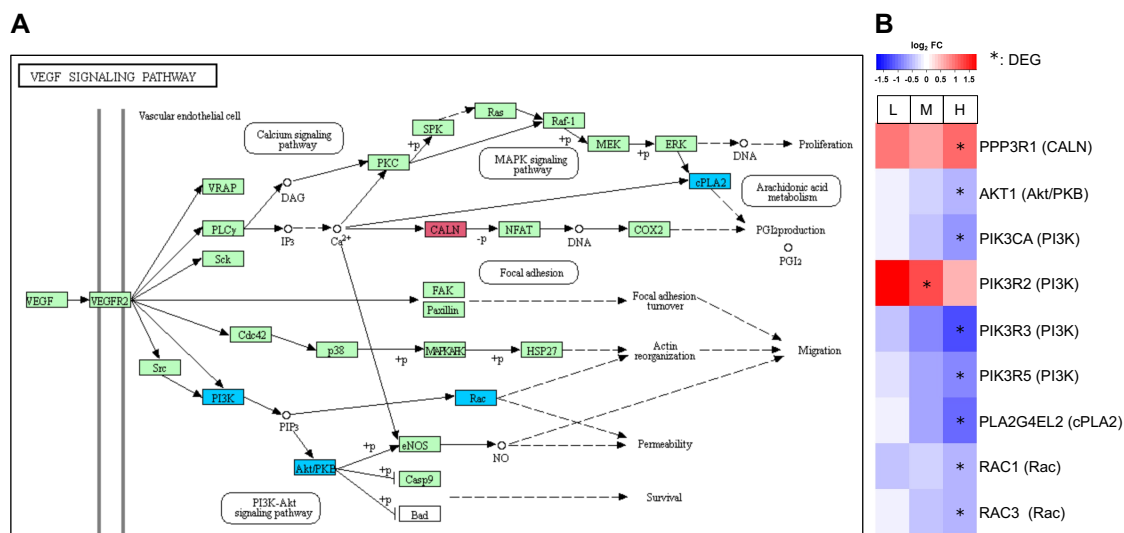 A
B
log2 FC
-1.5 -0.5 0.5 1.5
*: DEG
L M H
VEGF SIGNALING PATHWAY
Vascular endothelial cell
Calcium signaling
pathway
SPK
Ras
Raf-1
+p
+p
MEK
+p
ERK
DNA
Proliferation
PKC
MAPK signaling
pathway
VRAP
DAG
cPLA2
Arachidonic acid
metabolism
PLCγ
IP3
Ca2+
CALN
-p
NFAT
DNA
COX2
PGI2production
PGI2
Sck
Focal adhesion
VEGF
VEGFR2
FAK
Paxillin
Focal adhesion
turnover
Cdc42
p38
+p
MAPKAPK
+p
HSP27
Actin
reorganization
Migration
Src
PI3K
PIP3
Rac
+p
eNOS
NO
Permeability
Akt/PKB
+p
Casp9
+p
Bad
Survival
PI3K-Akt
signaling pathway
* PPP3R1 (CALN)
* AKT1 (Akt/PKB)
* PIK3CA (PI3K)
* PIK3R2 (PI3K)
* PIK3R3 (PI3K)
* PIK3R5 (PI3K)
* PLA2G4EL2 (cPLA2)
* RAC1 (Rac)
* RAC3 (Rac)